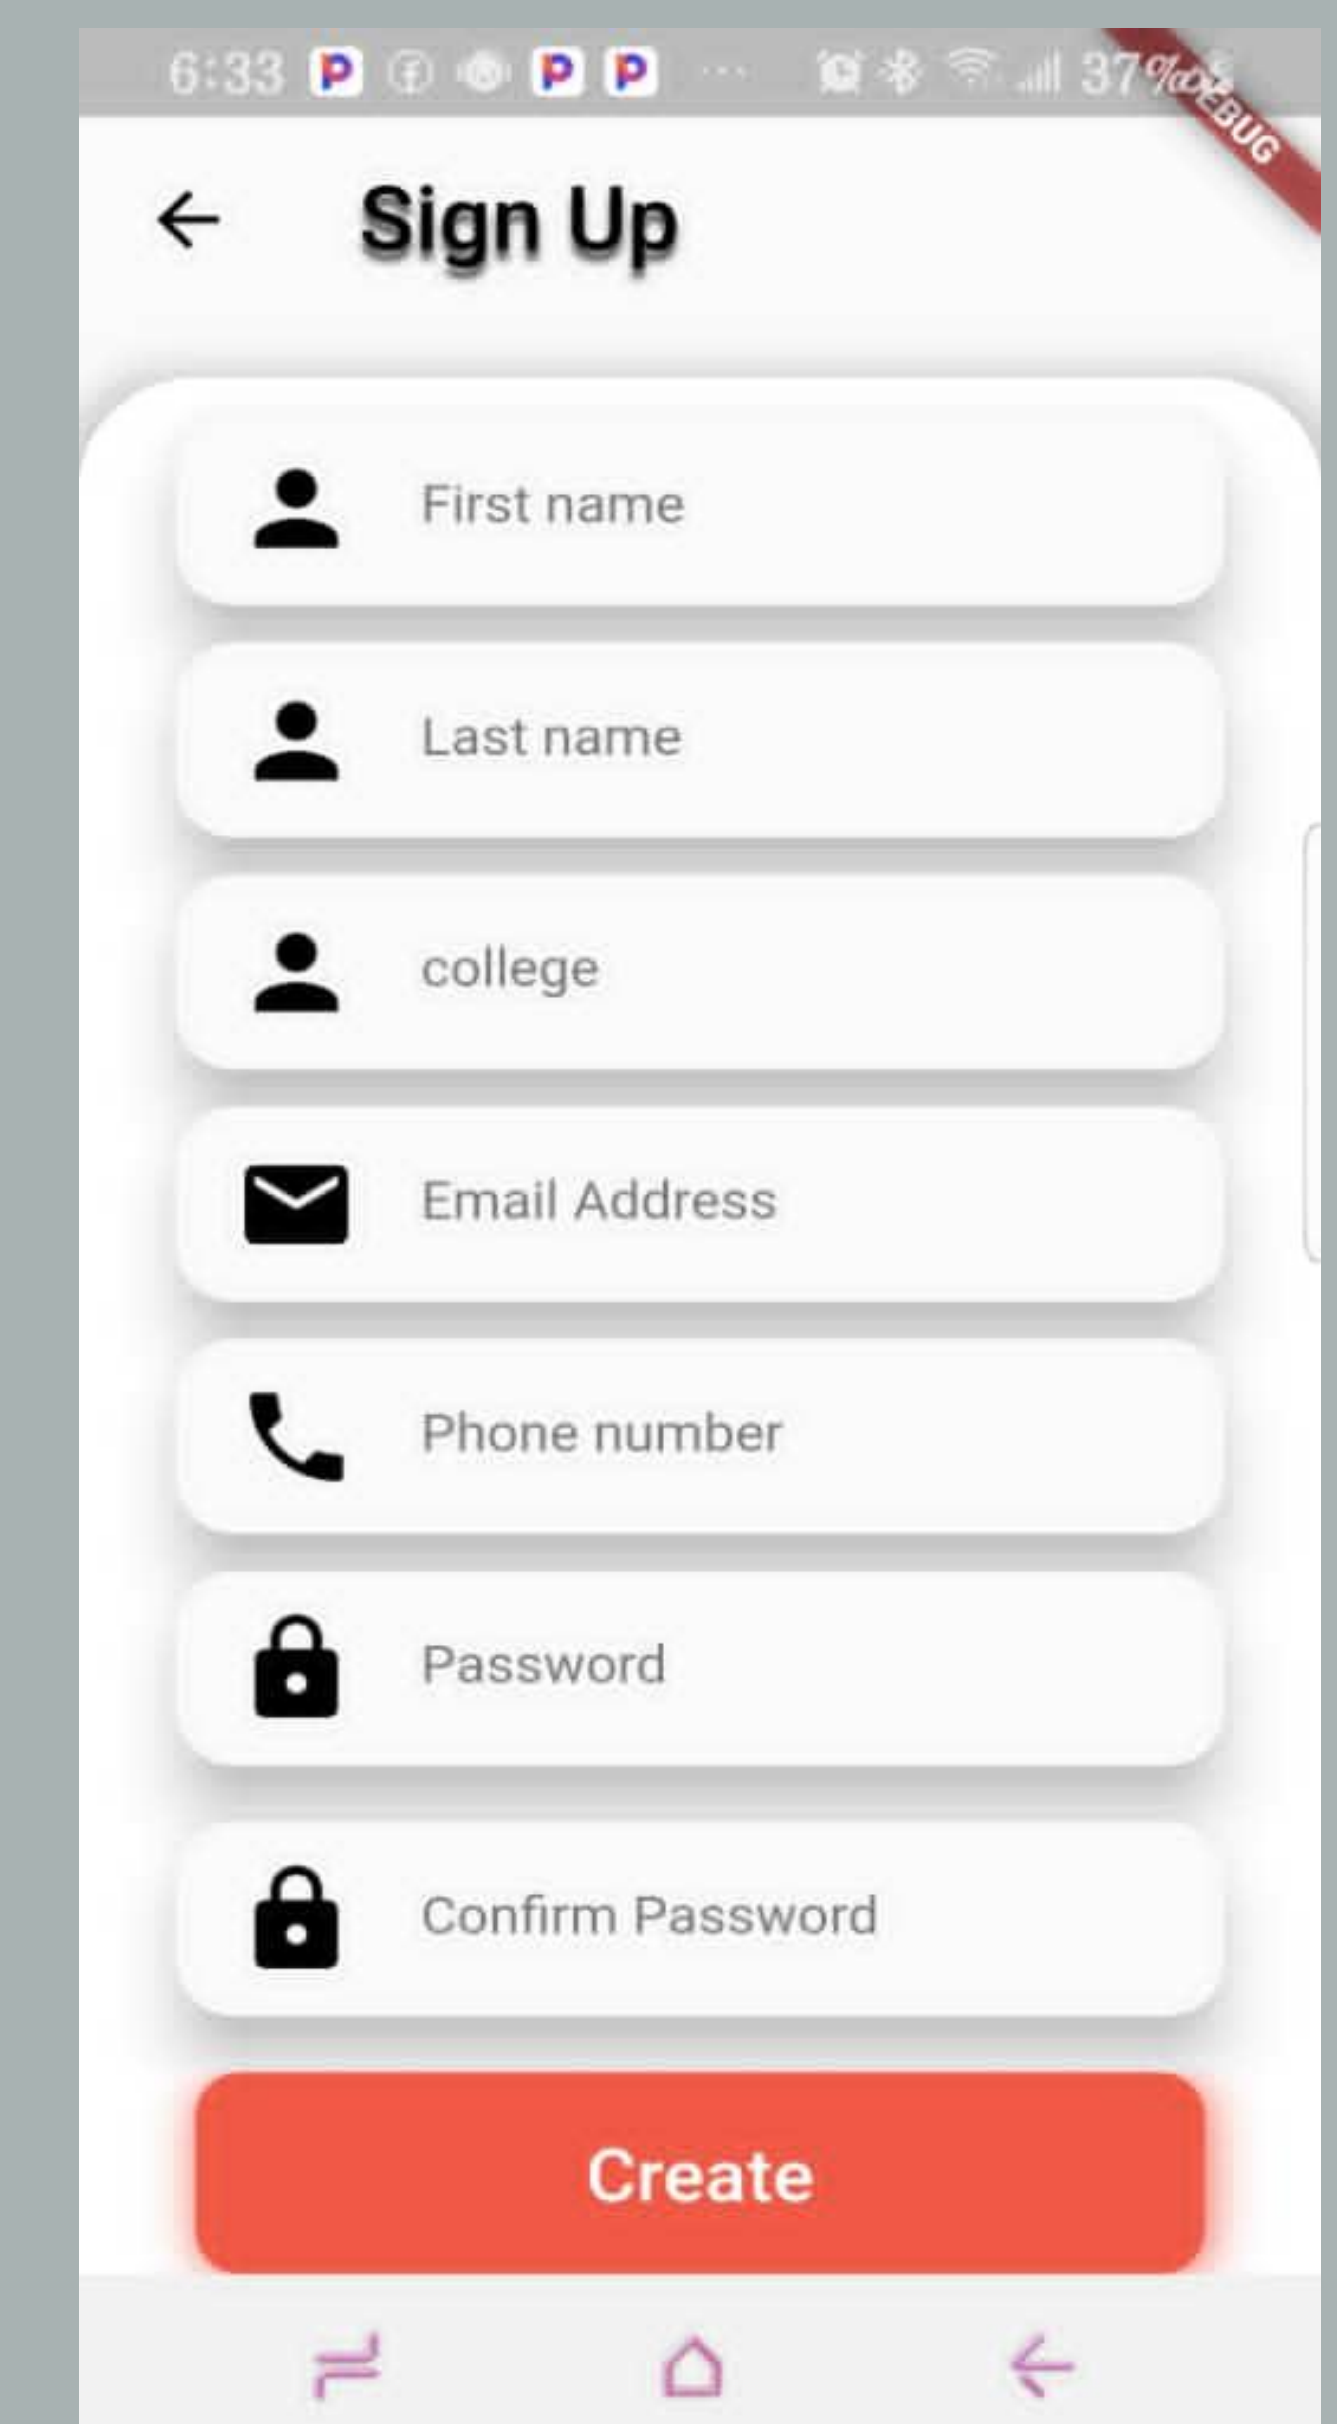 6:33 P P P ... 37%
DEBUG
Sign Up
First name
Last name
college
Email Address
Phone number
Password
Confirm Password
Create